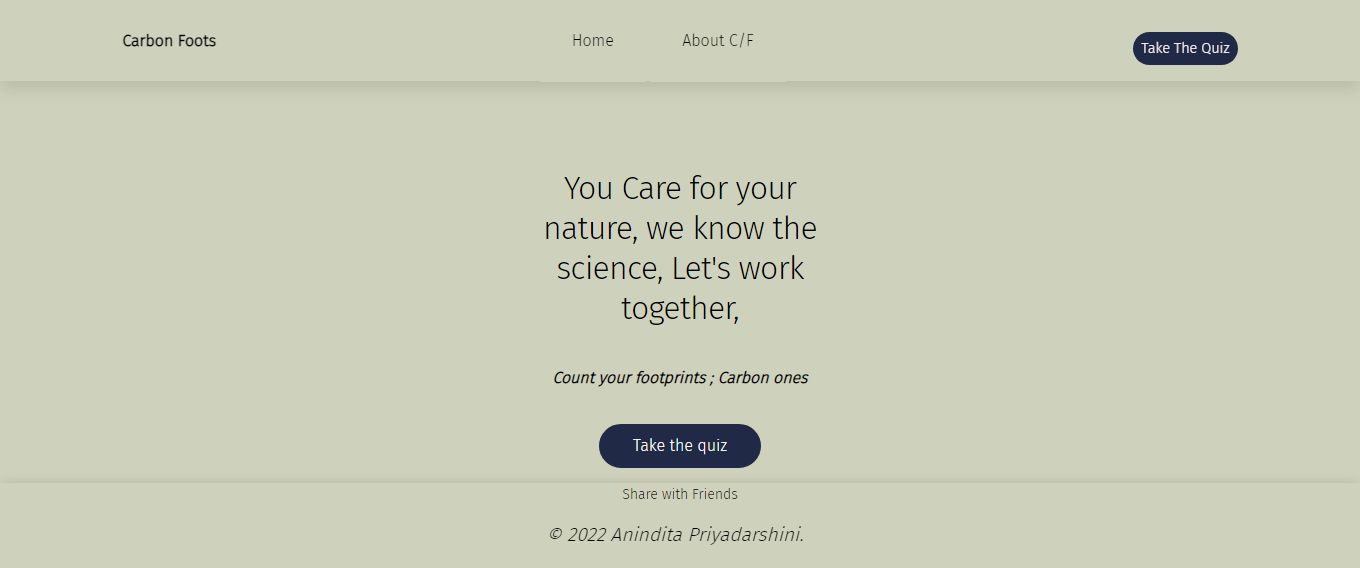 Carbon Foots
Home
About C/F
Take The Quiz
You Care for your
nature, we know the
science, Let's work
together,
Count your footprints ; Carbon ones
Take the quiz
Share with Friends
© 2022 Anindita Priyadarshini.